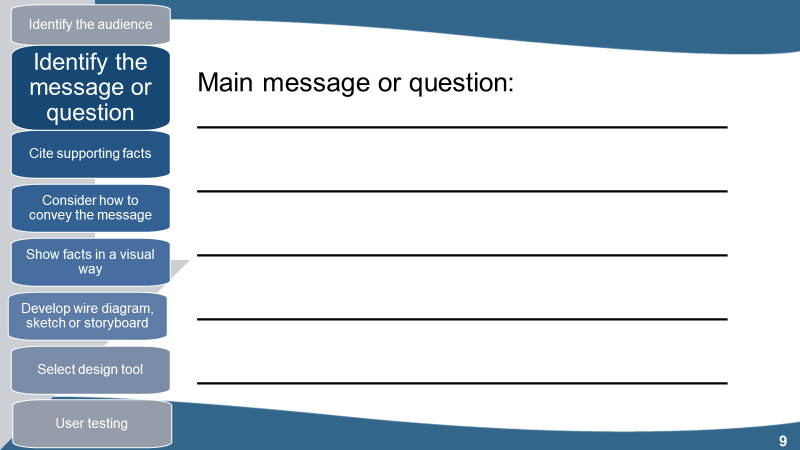 Identify the audience
Identify the
message or
question
Cite supporting facts
Consider how to
convey the message
Show facts in a visual
way
Develop wire diagram,
sketch or storyboard
Select design tool
User testing
Main message or question:
9